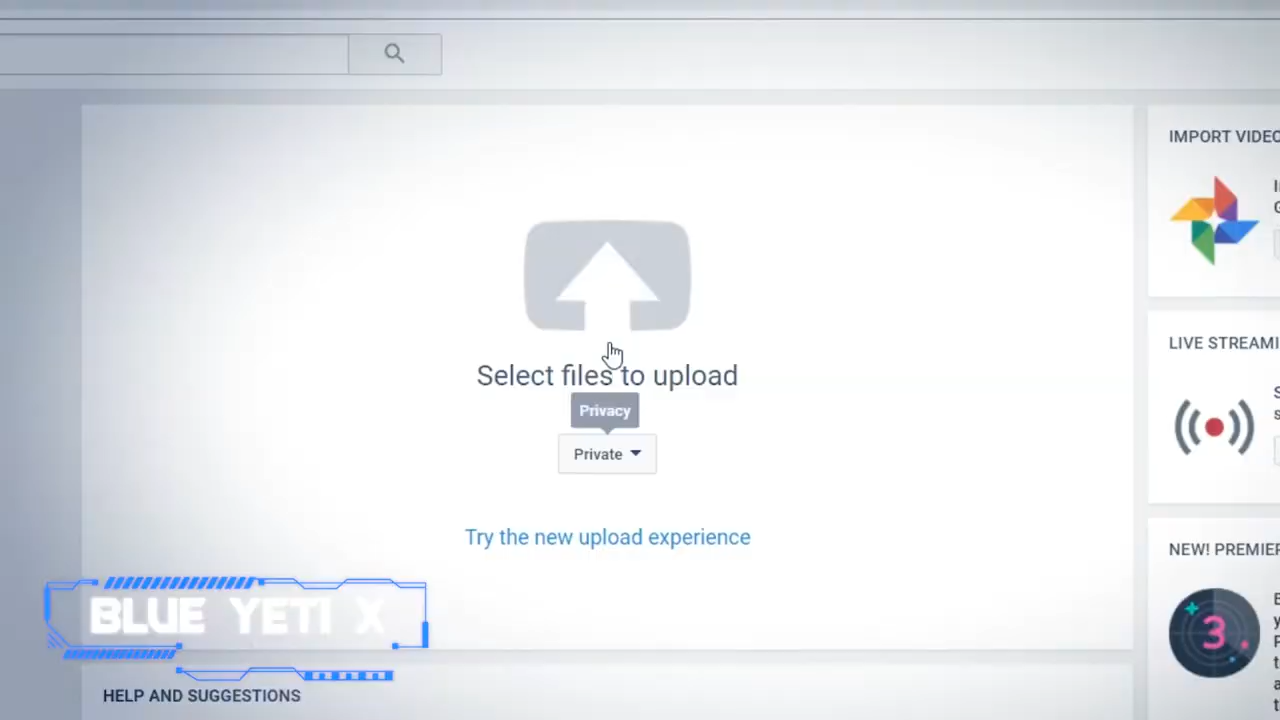 IMPORT VIDEO
Select files to upload
Privacy
Private
LIVE STREAMI
Try the new upload experience
NEW! PREMIER
3
BLUE YETI X
HELP AND SUGGESTIONS